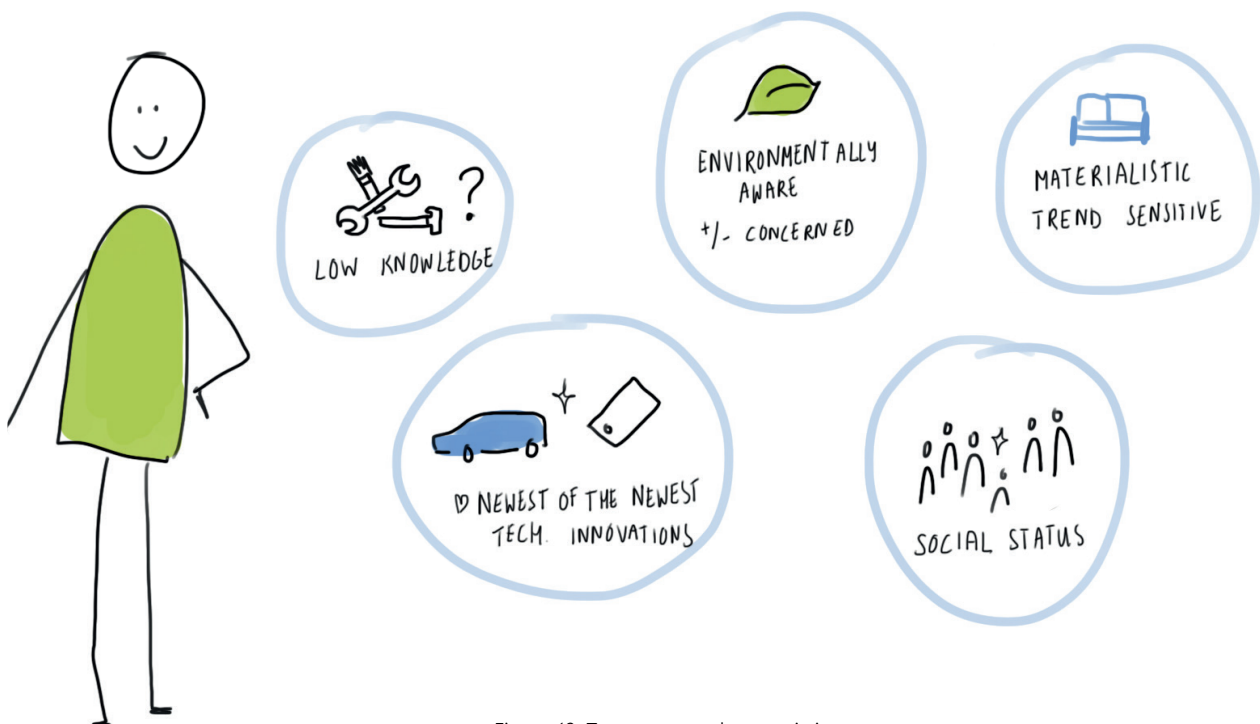 ?
LOW KNOWLEDGE
ENVIRONMENTALLY
AWARE
+/- CONCERNED
MATERIALISTIC
TREND SENSITIVE
♡ NEWEST OF THE NEWEST
TECH. INNOVATIONS
SOCIAL STATUS